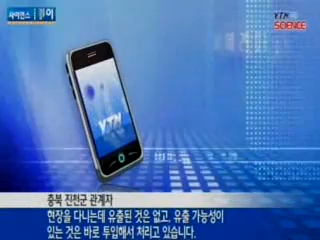 사이언스
YTN
SCIENCE
YTN
충북 진천군 관계자
현장을 다니는데 유출된 것은 없고, 유출 가능성이
있는 것은 바로 투입해서 처리고 있습니다.